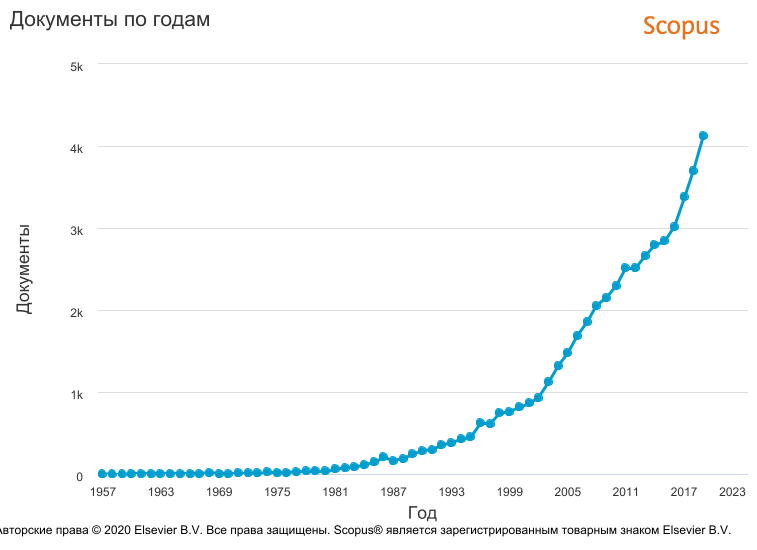 Документы по годам
Scopus
5k
4k
3k
2k
1k
0
Документы
1957 1963 1969 1975 1981 1987 1993 1999 2005 2011 2017 2023
Год
Авторские права © 2020 Elsevier B.V. Все права защищены. Scopus® является зарегистрированным товарным знаком Elsevier B.V.